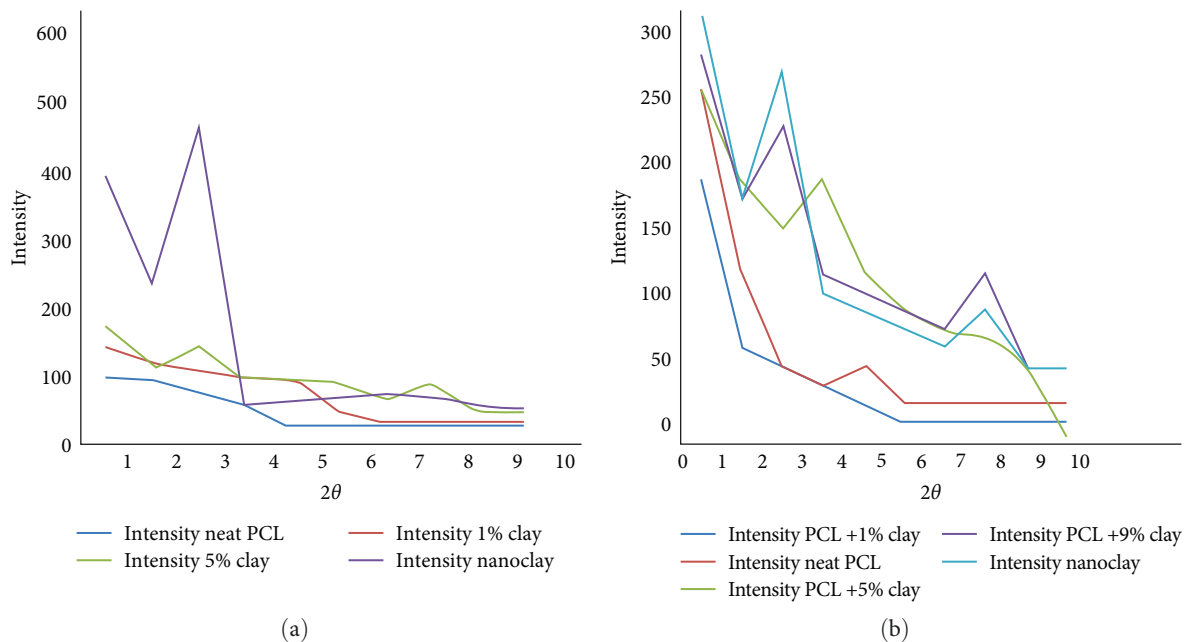 600
500
400
300
200
100
0
Intensity
1 2 3 4 5 6 7 8 9 10
2θ
Intensity neat PCL
Intensity 1% clay
Intensity 5% clay
Intensity nanoclay
(a)
300
250
200
150
100
50
0
Intensity
0 1 2 3 4 5 6 7 8 9 10
2θ
Intensity PCL +1% clay
Intensity PCL +9% clay
Intensity neat PCL
Intensity nanoclay
Intensity PCL +5% clay
(b)